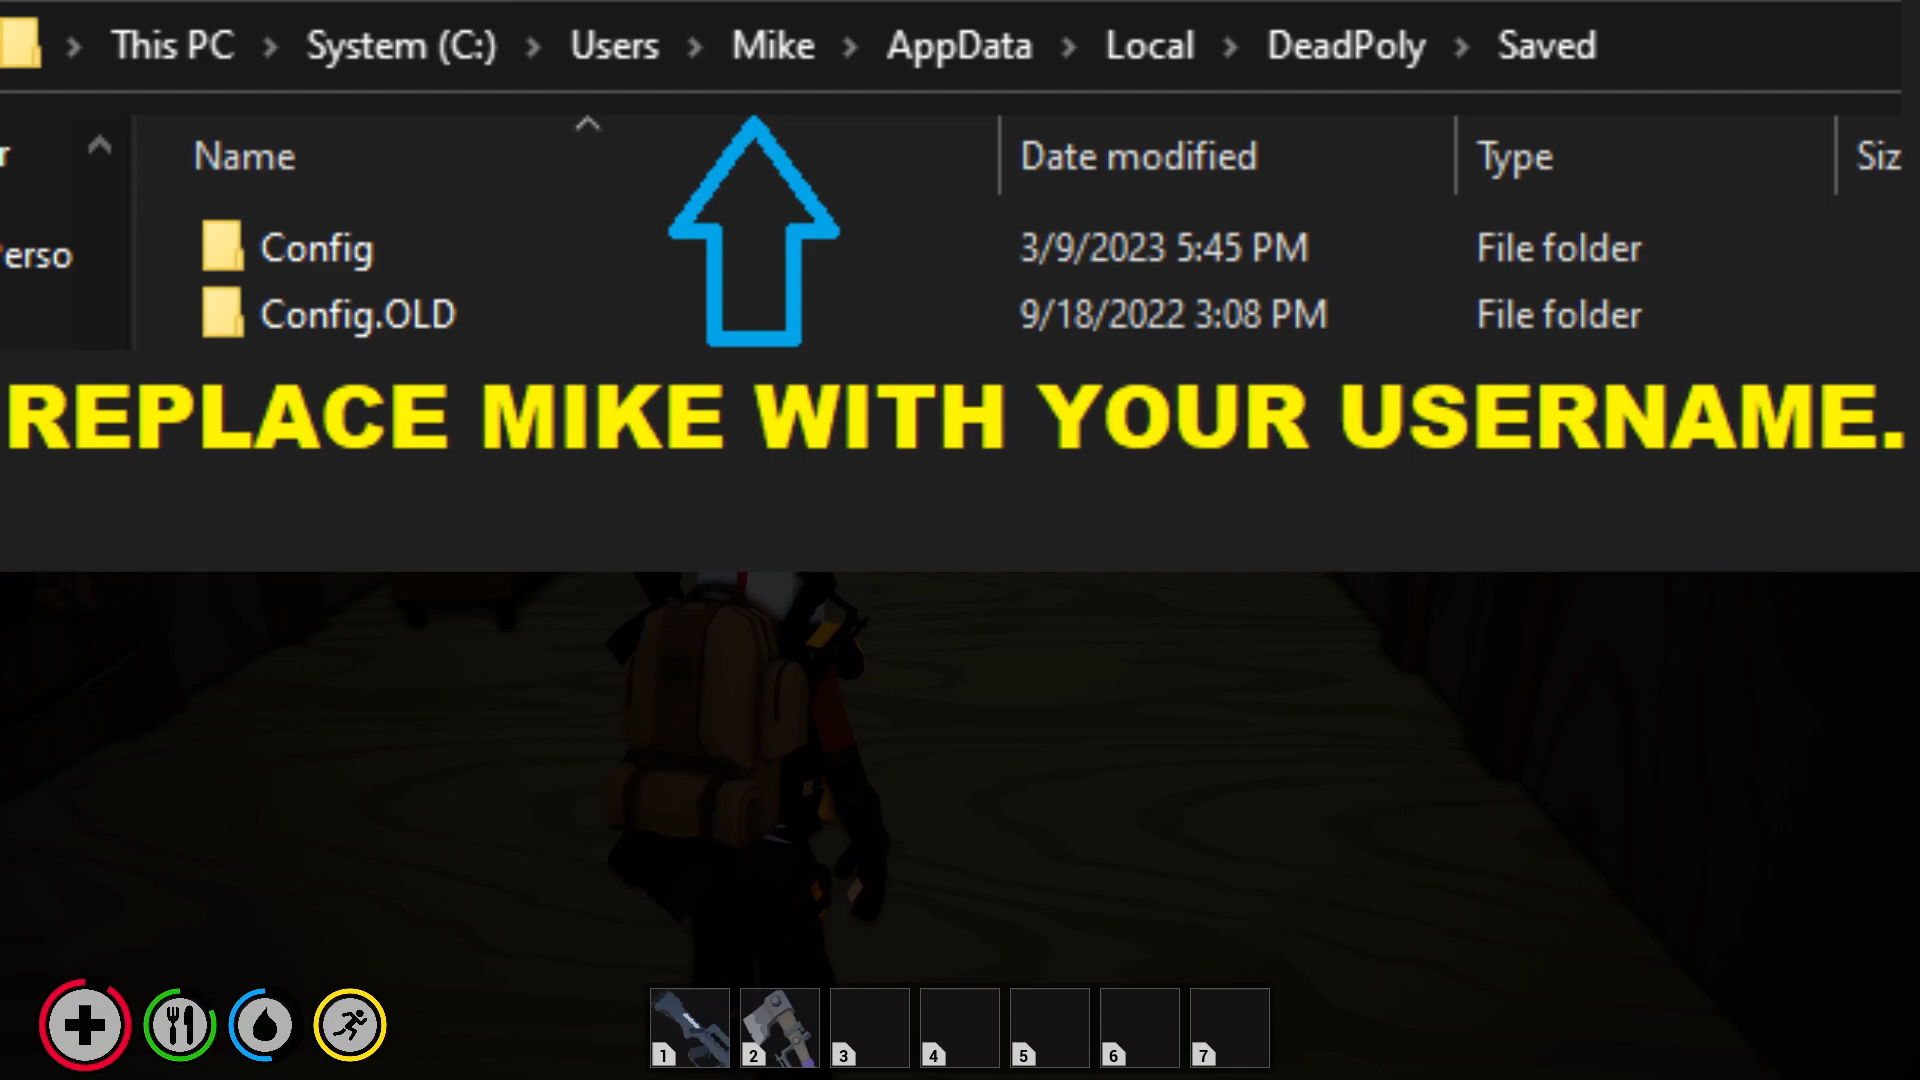 This PC > System (C:) > Users > Mike > AppData > Local > DeadPoly > Saved
r Name Date modified Type Siz
Perso Config 3/9/2023 5:45 PM File folder
Config.OLD 9/18/2022 3:08 PM File folder
REPLACE MIKE WITH YOUR USERNAME.
1 2 3 4 5 6 7